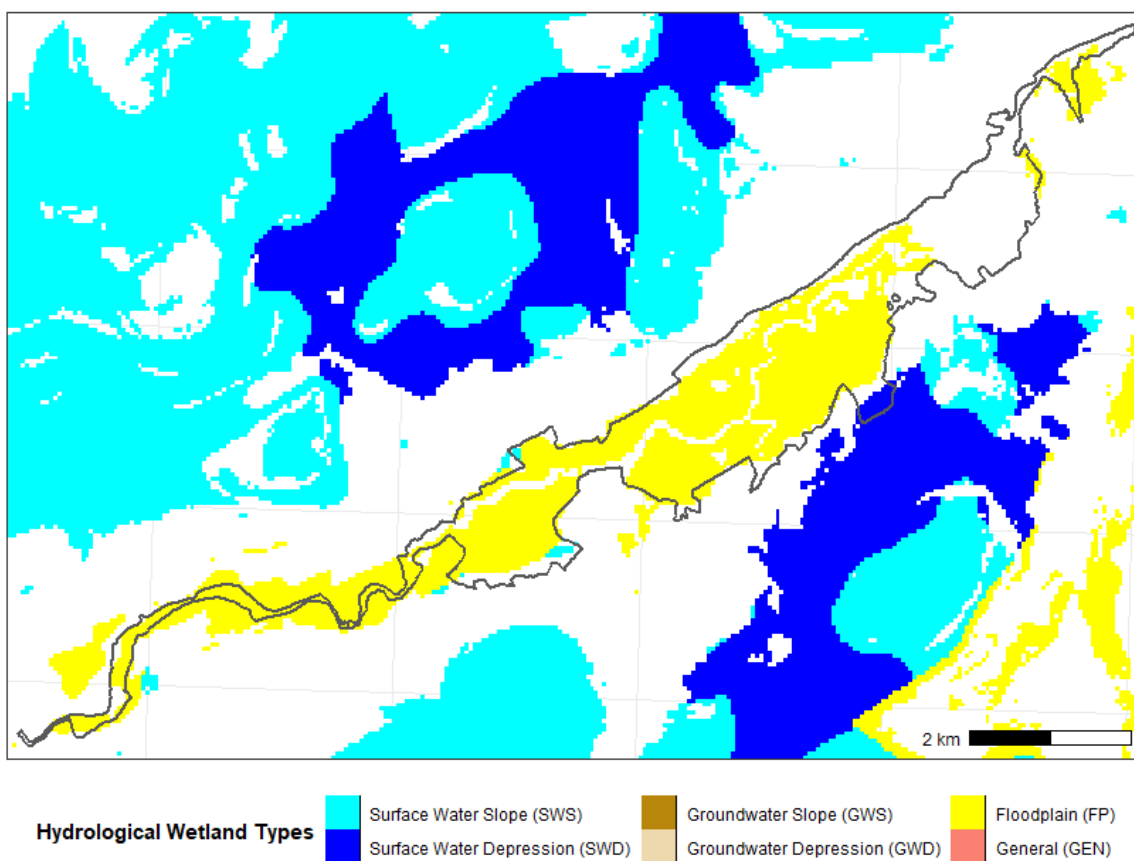 2 km
Hydrological Wetland Types
Surface Water Slope (SWS)
Surface Water Depression (SWD)
Groundwater Slope (GWS)
Groundwater Depression (GWD)
Floodplain (FP)
General (GEN)